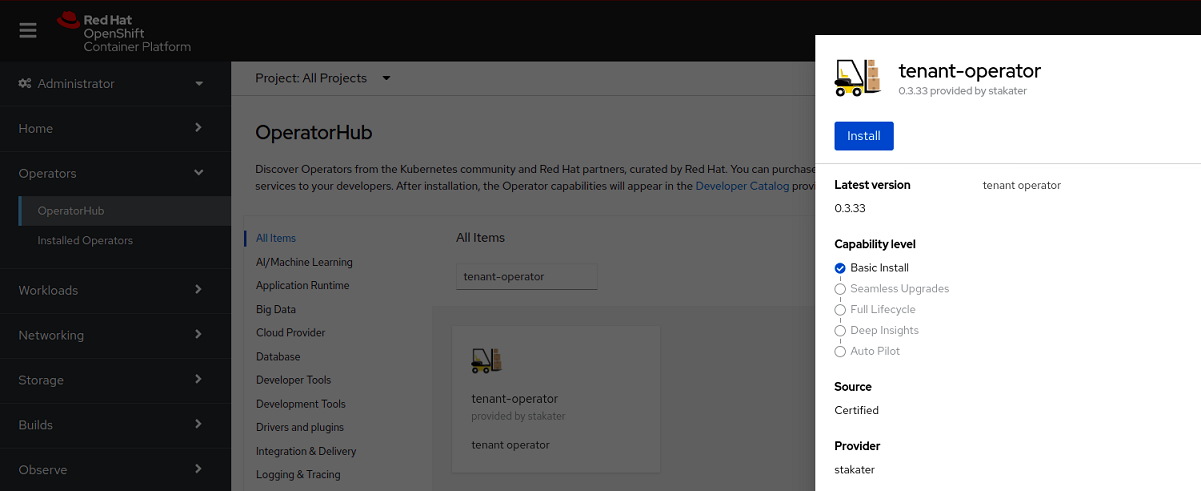 Red Hat
OpenShift
Container Platform
Administrator
Home
Operators
OperatorHub
Installed Operators
Workloads
Networking
Storage
Builds
Observe
Project: All Projects
OperatorHub
Discover Operators from the Kubernetes community and Red Hat partners, curated by Red Hat. You can purchase
services to your developers. After installation, the Operator capabilities will appear in the Developer Catalog provi
All Items
AI/Machine Learning
Application Runtime
Big Data
Cloud Provider
Database
Developer Tools
Development Tools
Drivers and plugins
Integration & Delivery
Logging & Tracing
All Items
tenant-operator
tenant-operator
provided by stakater
tenant operator
tenant-operator
0.3.33 provided by stakater
Install
Latest version
0.3.33
tenant operator
Capability level
Basic Install
Seamless Upgrades
Full Lifecycle
Deep Insights
Auto Pilot
Source
Certified
Provider
stakater